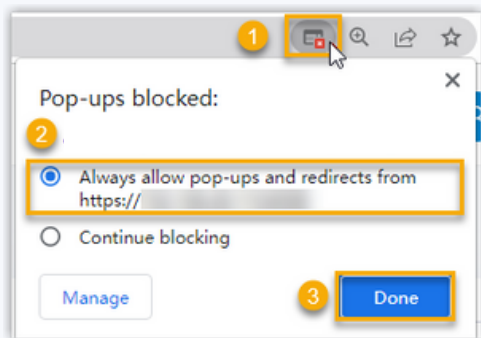 1
Pop-ups blocked:
2
Always allow pop-ups and redirects from
https://
Continue blocking
Manage
3
Done